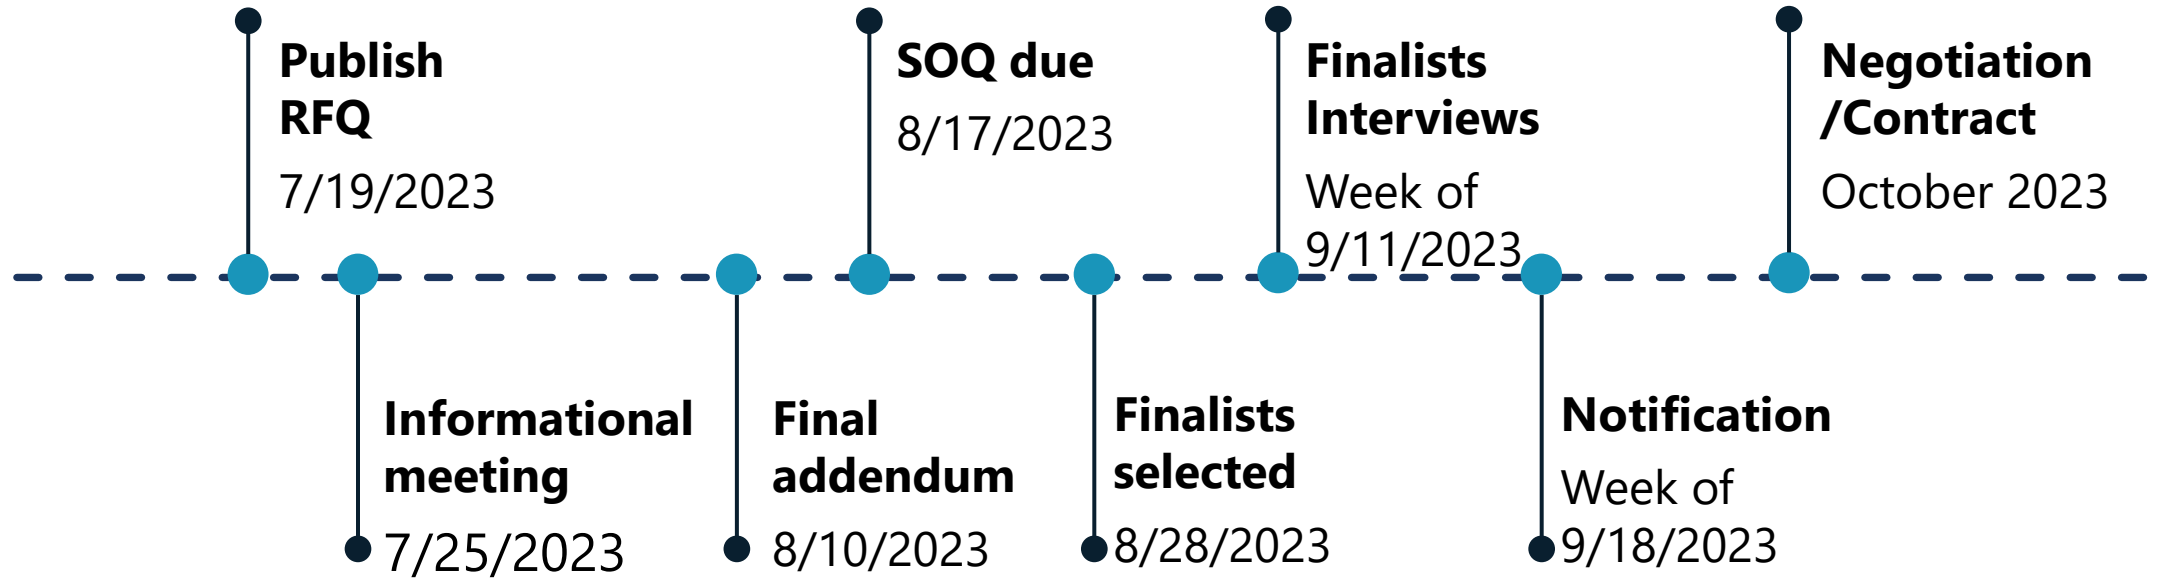 Publish
RFQ
7/19/2023
Informational
meeting
7/25/2023
Final
addendum
8/10/2023
SOQ due
8/17/2023
Finalists
selected
8/28/2023
Finalists
Interviews
Week of
9/11/2023
Notification
Week of
9/18/2023
Negotiation
/Contract
October 2023